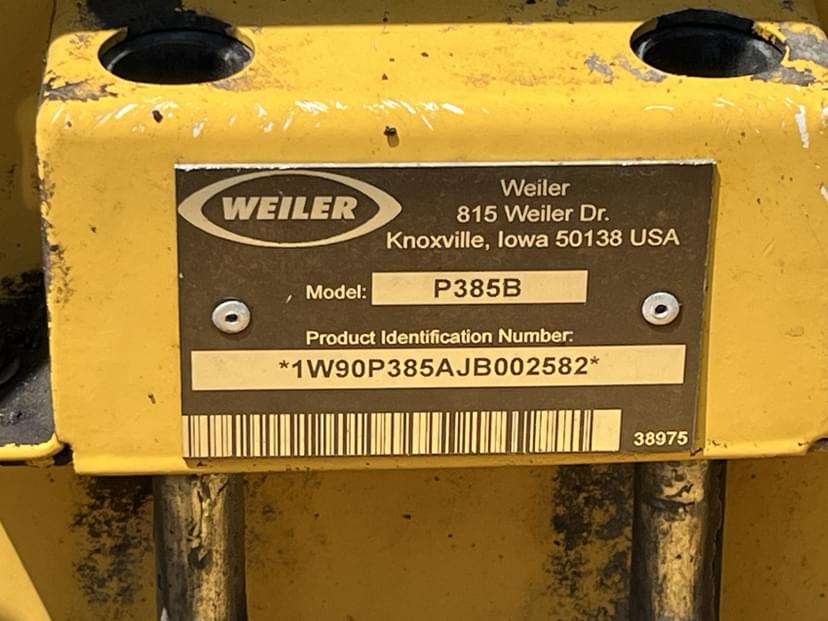 WEILER
Weiler
815 Weiler Dr.
Knoxville, Iowa 50138 USA
Model: P385B
Product Identification Number:
*1W90P385AJB002582*
38975